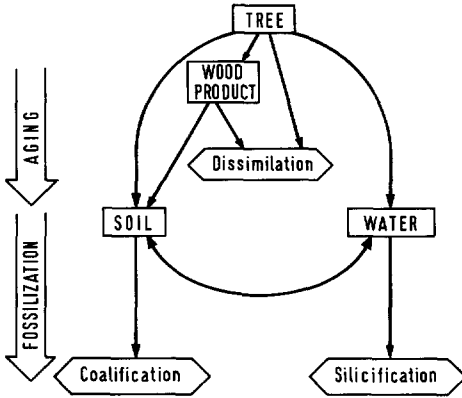 TREE
WOOD
PRODUCT
AGING
Dissimilation
SOIL
WATER
FOSSILIZATION
Coalification
Silicification